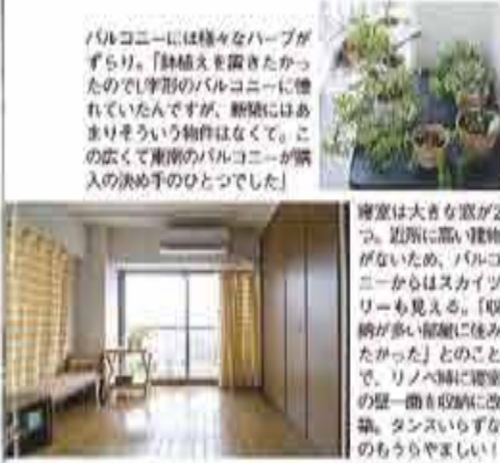 バルコニーには様々なハーブが
ずらり。「鉢植えを置きたかっ
たのでL字形のバルコニーに憧
れていたんですが、新築にはあ
まりそういう物件はなくて。こ
の広くて東南のバルコニーが購
入の決め手のひとつでした」
寝室は大きな窓が2
つ。近所に高い建物
がないため、バルコ
ニーからはスカイツ
リーも見える。「収
納が多い部屋に住み
たかった」とのこと
で、リノベ時に寝室
の壁一面を収納に改
築。タンスいらずな
のもうらやましい！